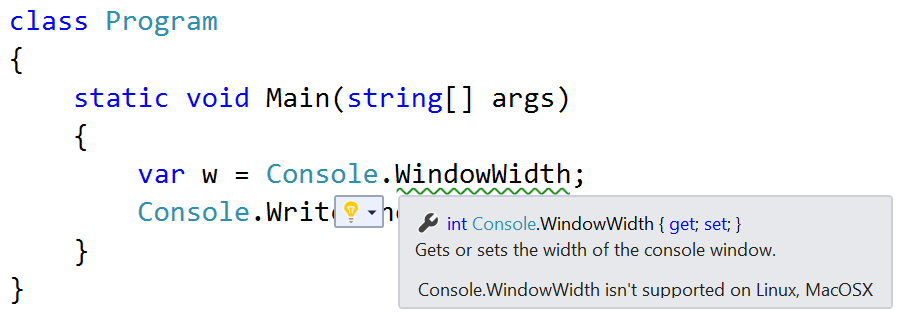 class Program
{
static void Main(string[] args)
{
var w = Console.WindowWidth;
Console.Writ
int Console.WindowWidth { get; set; }
Gets or sets the width of the console window.
Console.WindowWidth isn't supported on Linux, MacOSX
}
}